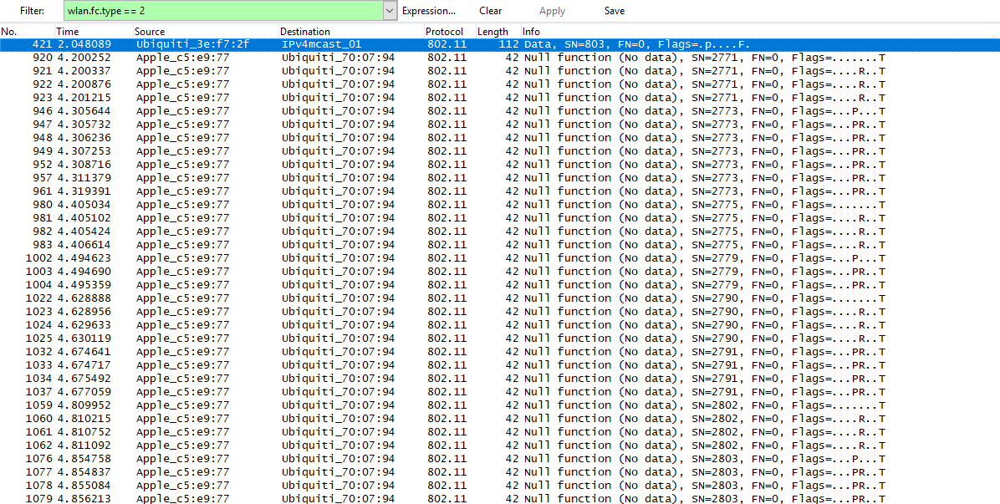 Filter: wlan.fc.type == 2 Expression... Clear Apply Save
No. Time Source Destination Protocol Length Info
421 2.048089 Ubiquiti_3e:f7:2f IPv4mcast_01 802.11 112 Data, SN=803, FN=0, Flags=.p....F.
920 4.200252 Apple_c5:e9:77 Ubiquiti_70:07:94 802.11 42 Null function (No data), SN=2771, FN=0, Flags=.......T
921 4.200337 Apple_c5:e9:77 Ubiquiti_70:07:94 802.11 42 Null function (No data), SN=2771, FN=0, Flags=....R..T
922 4.200876 Apple_c5:e9:77 Ubiquiti_70:07:94 802.11 42 Null function (No data), SN=2771, FN=0, Flags=....R..T
923 4.201215 Apple_c5:e9:77 Ubiquiti_70:07:94 802.11 42 Null function (No data), SN=2771, FN=0, Flags=....R..T
946 4.305644 Apple_c5:e9:77 Ubiquiti_70:07:94 802.11 42 Null function (No data), SN=2773, FN=0, Flags=...P...T
947 4.305732 Apple_c5:e9:77 Ubiquiti_70:07:94 802.11 42 Null function (No data), SN=2773, FN=0, Flags=...PR..T
948 4.306236 Apple_c5:e9:77 Ubiquiti_70:07:94 802.11 42 Null function (No data), SN=2773, FN=0, Flags=...PR..T
949 4.307253 Apple_c5:e9:77 Ubiquiti_70:07:94 802.11 42 Null function (No data), SN=2773, FN=0, Flags=...PR..T
952 4.308716 Apple_c5:e9:77 Ubiquiti_70:07:94 802.11 42 Null function (No data), SN=2773, FN=0, Flags=...PR..T
957 4.311379 Apple_c5:e9:77 Ubiquiti_70:07:94 802.11 42 Null function (No data), SN=2773, FN=0, Flags=...PR..T
961 4.319391 Apple_c5:e9:77 Ubiquiti_70:07:94 802.11 42 Null function (No data), SN=2773, FN=0, Flags=...PR..T
980 4.405034 Apple_c5:e9:77 Ubiquiti_70:07:94 802.11 42 Null function (No data), SN=2775, FN=0, Flags=.......T
981 4.405102 Apple_c5:e9:77 Ubiquiti_70:07:94 802.11 42 Null function (No data), SN=2775, FN=0, Flags=....R..T
982 4.405424 Apple_c5:e9:77 Ubiquiti_70:07:94 802.11 42 Null function (No data), SN=2775, FN=0, Flags=....R..T
983 4.406614 Apple_c5:e9:77 Ubiquiti_70:07:94 802.11 42 Null function (No data), SN=2775, FN=0, Flags=....R..T
1002 4.494623 Apple_c5:e9:77 Ubiquiti_70:07:94 802.11 42 Null function (No data), SN=2779, FN=0, Flags=...P...T
1003 4.494690 Apple_c5:e9:77 Ubiquiti_70:07:94 802.11 42 Null function (No data), SN=2779, FN=0, Flags=...PR..T
1004 4.495359 Apple_c5:e9:77 Ubiquiti_70:07:94 802.11 42 Null function (No data), SN=2779, FN=0, Flags=...PR..T
1022 4.628888 Apple_c5:e9:77 Ubiquiti_70:07:94 802.11 42 Null function (No data), SN=2790, FN=0, Flags=.......T
1023 4.628956 Apple_c5:e9:77 Ubiquiti_70:07:94 802.11 42 Null function (No data), SN=2790, FN=0, Flags=....R..T
1024 4.629633 Apple_c5:e9:77 Ubiquiti_70:07:94 802.11 42 Null function (No data), SN=2790, FN=0, Flags=....R..T
1025 4.630119 Apple_c5:e9:77 Ubiquiti_70:07:94 802.11 42 Null function (No data), SN=2790, FN=0, Flags=....R..T
1032 4.674641 Apple_c5:e9:77 Ubiquiti_70:07:94 802.11 42 Null function (No data), SN=2791, FN=0, Flags=...PR..T
1033 4.674717 Apple_c5:e9:77 Ubiquiti_70:07:94 802.11 42 Null function (No data), SN=2791, FN=0, Flags=...PR..T
1034 4.675492 Apple_c5:e9:77 Ubiquiti_70:07:94 802.11 42 Null function (No data), SN=2791, FN=0, Flags=...PR..T
1037 4.677059 Apple_c5:e9:77 Ubiquiti_70:07:94 802.11 42 Null function (No data), SN=2791, FN=0, Flags=...PR..T
1059 4.809952 Apple_c5:e9:77 Ubiquiti_70:07:94 802.11 42 Null function (No data), SN=2802, FN=0, Flags=.......T
1060 4.810215 Apple_c5:e9:77 Ubiquiti_70:07:94 802.11 42 Null function (No data), SN=2802, FN=0, Flags=....R..T
1061 4.810752 Apple_c5:e9:77 Ubiquiti_70:07:94 802.11 42 Null function (No data), SN=2802, FN=0, Flags=....R..T
1062 4.811092 Apple_c5:e9:77 Ubiquiti_70:07:94 802.11 42 Null function (No data), SN=2802, FN=0, Flags=....R..T
1076 4.854758 Apple_c5:e9:77 Ubiquiti_70:07:94 802.11 42 Null function (No data), SN=2803, FN=0, Flags=...P...T
1077 4.854837 Apple_c5:e9:77 Ubiquiti_70:07:94 802.11 42 Null function (No data), SN=2803, FN=0, Flags=...PR..T
1078 4.855084 Apple_c5:e9:77 Ubiquiti_70:07:94 802.11 42 Null function (No data), SN=2803, FN=0, Flags=...PR..T
1079 4.856213 Apple_c5:e9:77 Ubiquiti_70:07:94 802.11 42 Null function (No data), SN=2803, FN=0, Flags=...PR..T